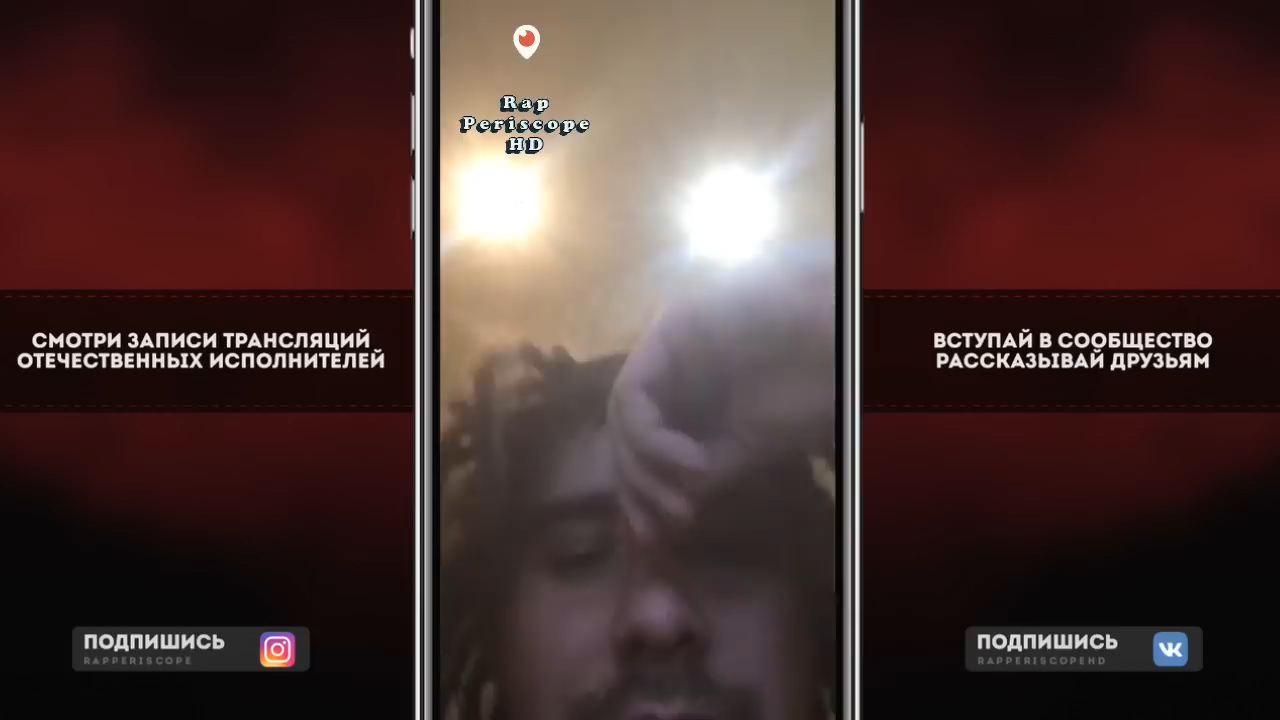 Rap
Periscope
HD
СМОТРИ ЗАПИСИ ТРАНСЛЯЦИЙ
ОТЕЧЕСТВЕННЫХ ИСПОЛНИТЕЛЕЙ
ВСТУПАЙ В СООБЩЕСТВО
РАССКАЗЫВАЙ ДРУЗЬЯМ
ПОДПИШИСЬ
RAPPERISCOPE
ПОДПИШИСЬ
RAPPERISCOPEHD